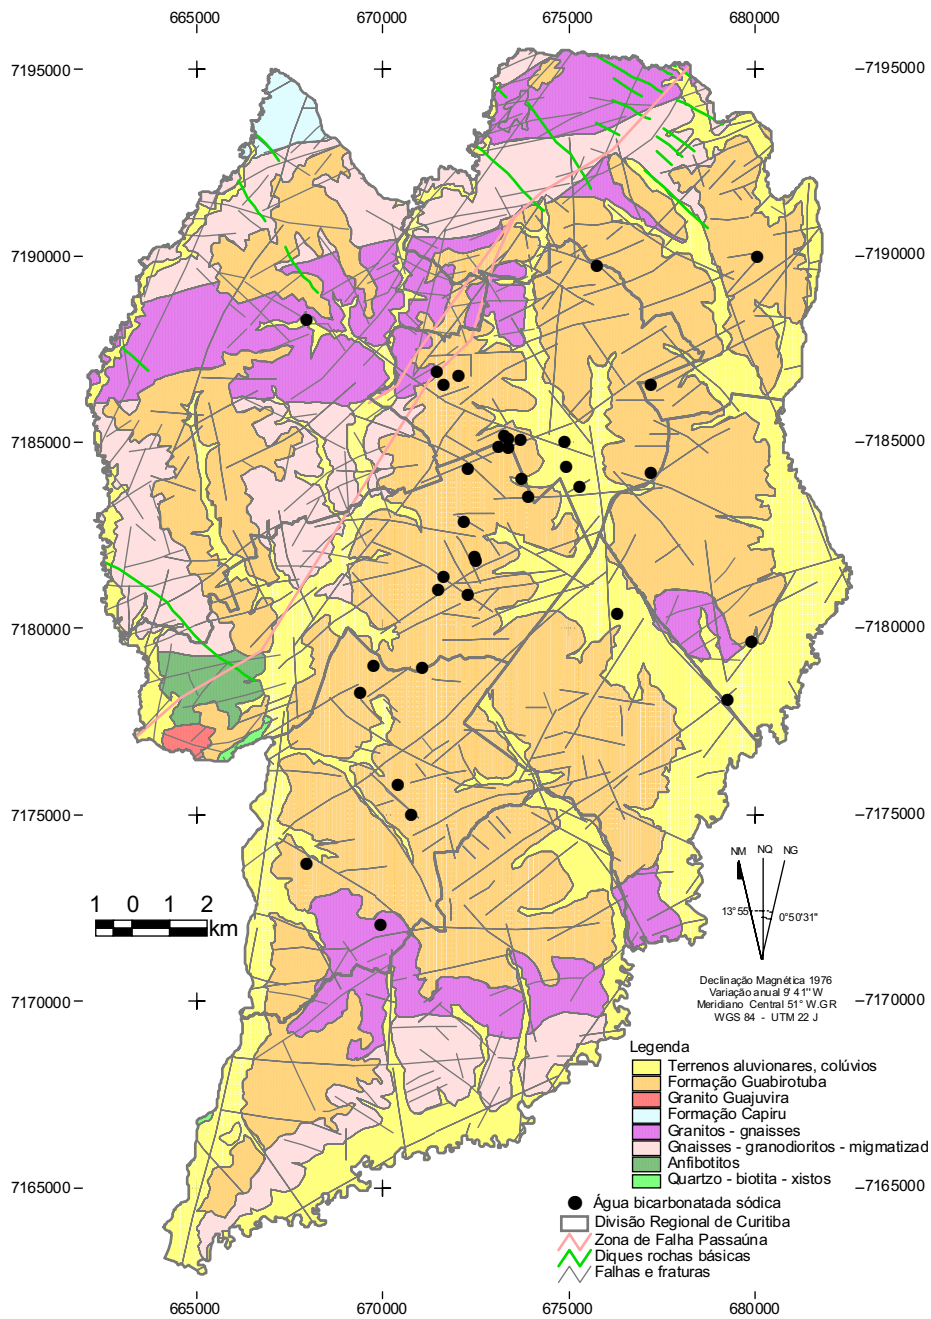 665000 670000 675000 680000
7195000 7195000
7190000 7190000
7185000 7185000
7180000 7180000
7175000 7175000
NM NQ NG
13°55' 0°50'31"
1 0 1 2
km
Declinação Magnética 1976
Variação anual 9' 41'' W
Meridiano Central 51° W.GR
WGS 84 - UTM 22 J
7170000 7170000
Legenda
Terrenos aluvionares, colúvios
Formação Guabirotuba
Granito Guajuvira
Formação Capiru
Granitos - gnaisses
Gnaisses - granodioritos - migmatizad
Anfibotitos
Quartzo - biotita - xistos
7165000 7165000
Água bicarbonatada sódica
Divisão Regional de Curitiba
Zona de Falha Passaúna
Diques rochas básicas
Falhas e fraturas
665000 670000 675000 680000